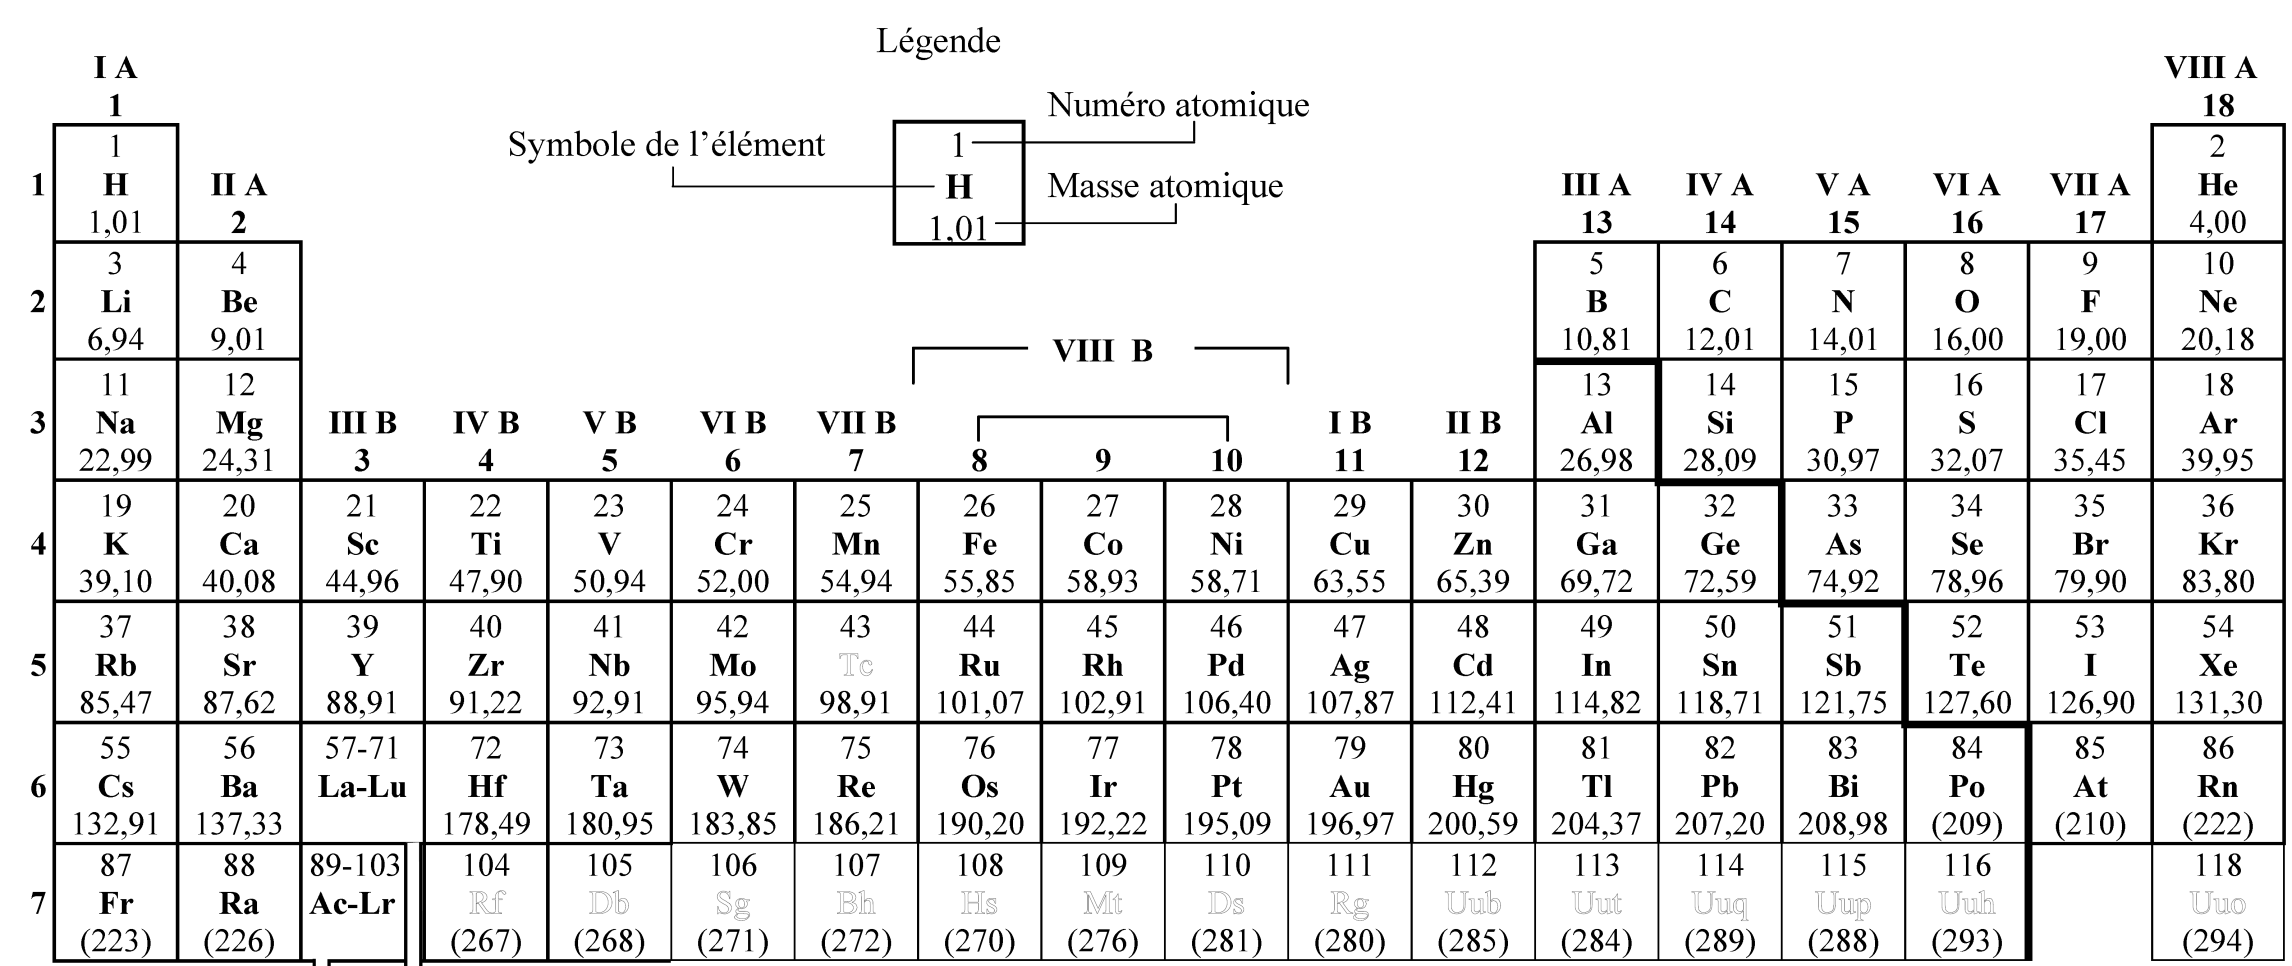 Légende
I A
VIII A
1
Numéro atomique
18
1
Symbole de l'élément
1
2
1
H
II A
H
Masse atomique
III A
IV A
V A
VI A
VII A
He
1,01
2
1,01
13
14
15
16
17
4,00
3
4
5
6
7
8
9
10
2
Li
Be
B
C
N
O
F
Ne
6,94
9,01
VIII B
10,81
12,01
14,01
16,00
19,00
20,18
11
12
13
14
15
16
17
18
3
Na
Mg
III B
IV B
V B
VI B
VII B
I B
II B
Al
Si
P
S
Cl
Ar
22,99
24,31
3
4
5
6
7
8
9
10
11
12
26,98
28,09
30,97
32,07
35,45
39,95
19
20
21
22
23
24
25
26
27
28
29
30
31
32
33
34
35
36
4
K
Ca
Sc
Ti
V
Cr
Mn
Fe
Co
Ni
Cu
Zn
Ga
Ge
As
Se
Br
Kr
39,10
40,08
44,96
47,90
50,94
52,00
54,94
55,85
58,93
58,71
63,55
65,39
69,72
72,59
74,92
78,96
79,90
83,80
37
38
39
40
41
42
43
44
45
46
47
48
49
50
51
52
53
54
5
Rb
Sr
Y
Zr
Nb
Mo
Tc
Ru
Rh
Pd
Ag
Cd
In
Sn
Sb
Te
I
Xe
85,47
87,62
88,91
91,22
92,91
95,94
98,91
101,07
102,91
106,40
107,87
112,41
114,82
118,71
121,75
127,60
126,90
131,30
55
56
57-71
72
73
74
75
76
77
78
79
80
81
82
83
84
85
86
6
Cs
Ba
La-Lu
Hf
Ta
W
Re
Os
Ir
Pt
Au
Hg
Tl
Pb
Bi
Po
At
Rn
132,91
137,33
178,49
180,95
183,85
186,21
190,20
192,22
195,09
196,97
200,59
204,37
207,20
208,98
(209)
(210)
(222)
87
88
89-103
104
105
106
107
108
109
110
111
112
113
114
115
116
118
7
Fr
Ra
Ac-Lr
Rf
Db
Sg
Bh
Hs
Mt
Ds
Rg
Uub
Uut
Uuq
Uup
Uuh
Uuo
(223)
(226)
(267)
(268)
(271)
(272)
(270)
(276)
(281)
(280)
(285)
(284)
(289)
(288)
(293)
(294)